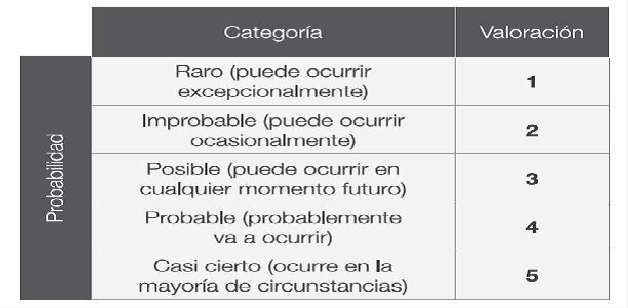 Categoría Valoración
Probabilidad
Raro (puede ocurrir
excepcionalmente) 1
Improbable (puede ocurrir
ocasionalmente) 2
Posible (puede ocurrir en
cualquier momento futuro) 3
Probable (probablemente
va a ocurrir) 4
Casi cierto (ocurre en la
mayoría de circunstancias) 5